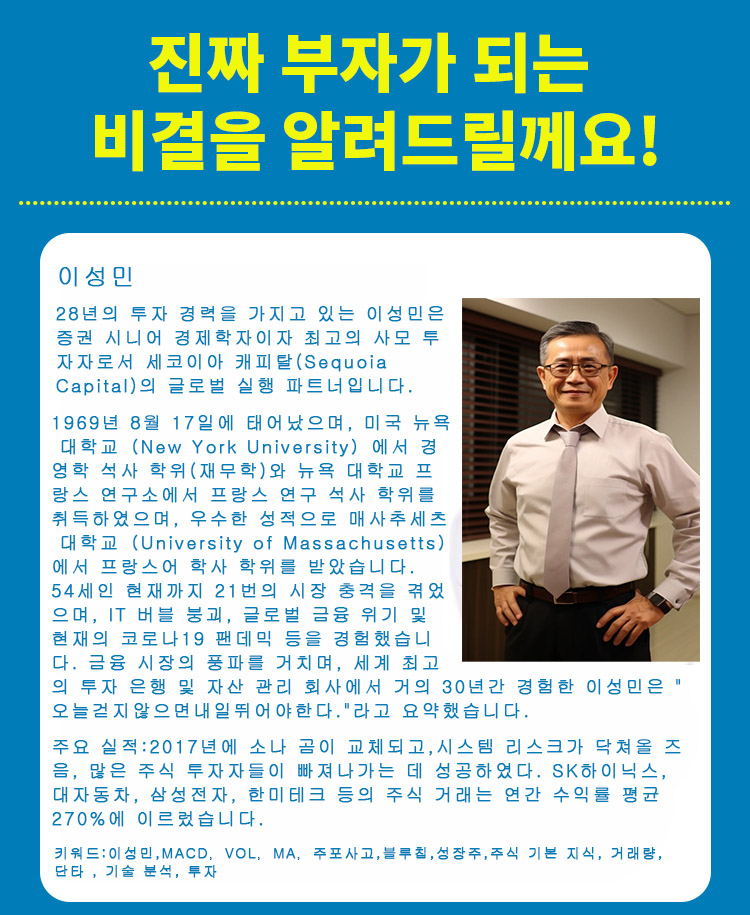 진짜 부자가 되는
비결을 알려드릴께요!
이성민
28년의 투자 경력을 가지고 있는 이성민은
증권 시니어 경제학자이자 최고의 사모 투
자자로서 세코이아 캐피탈(Sequoia
Capital)의 글로벌 실행 파트너입니다.
1969년 8월 17일에 태어났으며, 미국 뉴욕
대학교 (New York University) 에서 경
영학 석사 학위(재무학)와 뉴욕 대학교 프
랑스 연구소에서 프랑스 연구 석사 학위를
취득하였으며, 우수한 성적으로 매사추세츠
대학교 (University of Massachusetts)
에서 프랑스어 학사 학위를 받았습니다.
54세인 현재까지 21번의 시장 충격을 겪었
으며, IT 버블 붕괴, 글로벌 금융 위기 및
현재의 코로나19 팬데믹 등을 경험했습니
다. 금융 시장의 풍파를 거치며, 세계 최고
의 투자 은행 및 자산 관리 회사에서 거의 30년간 경험한 이성민은 "
오늘걷지않으면내일뛰어야한다."라고 요약했습니다.
주요 실적:2017년에 소나 곰이 교체되고,시스템 리스크가 닥쳐올 즈
음, 많은 주식 투자자들이 빠져나가는 데 성공하였다. SK하이닉스,
대자동차, 삼성전자, 한미테크 등의 주식 거래는 연간 수익률 평균
270%에 이르렀습니다.
키워드:이성민,MACD, VOL, MA, 주포사고,블루칩,성장주,주식 기본 지식, 거래량,
단타 , 기술 분석, 투자